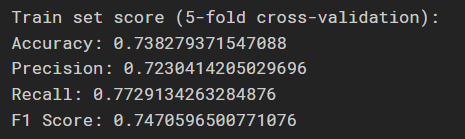 Train set score (5-fold cross-validation):
Accuracy: 0.738279371547088
Precision: 0.7230414205029696
Recall: 0.7729134263284876
F1 Score: 0.7470596500771076